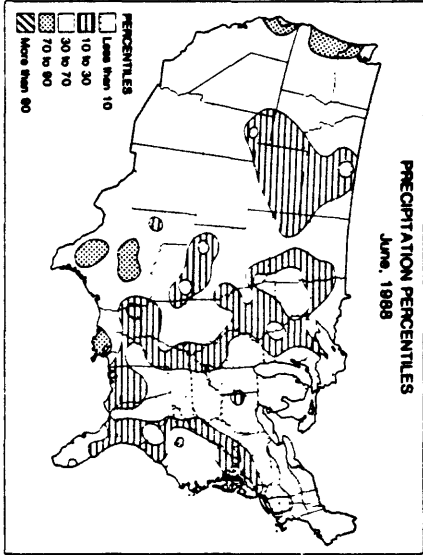 PRECIPITATION PERCENTILES
June, 1988
PERCENTILES
Less than 10
10 to 30
30 to 70
70 to 90
More than 90